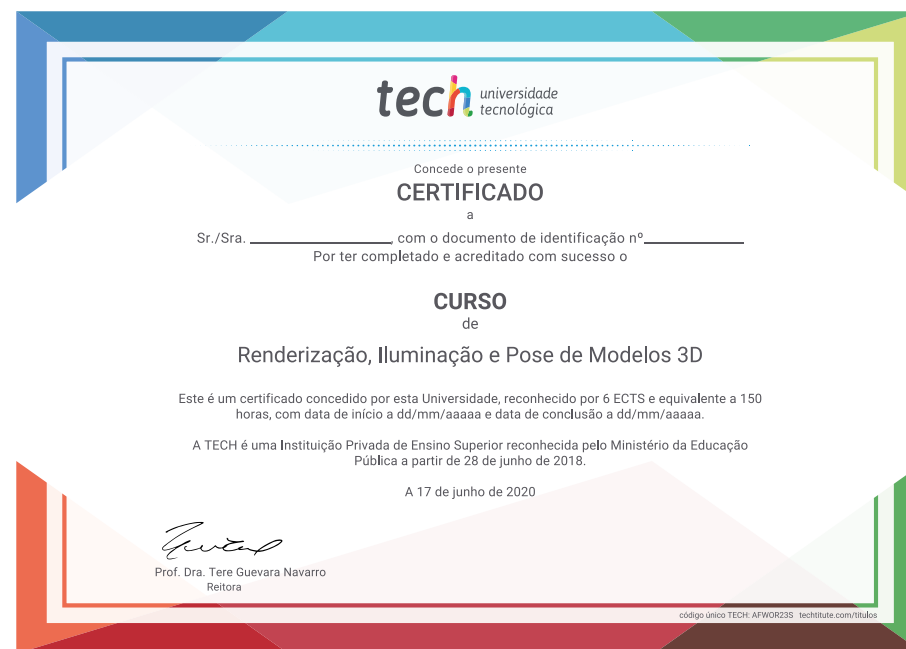 tech universidade
tecnológica
Concede o presente
CERTIFICADO
a
Sr./Sra. ____________________, com o documento de identificação nº______________
Por ter completado e acreditado com sucesso o
CURSO
de
Renderização, Iluminação e Pose de Modelos 3D
Este é um certificado concedido por esta Universidade, reconhecido por 6 ECTS e equivalente a 150
horas, com data de início a dd/mm/aaaaa e data de conclusão a dd/mm/aaaaa.
A TECH é uma Instituição Privada de Ensino Superior reconhecida pelo Ministério da Educação
Pública a partir de 28 de junho de 2018.
A 17 de junho de 2020
Prof. Dra. Tere Guevara Navarro
Reitora
código único TECH: AFWOR23S techtitute.com/titulos